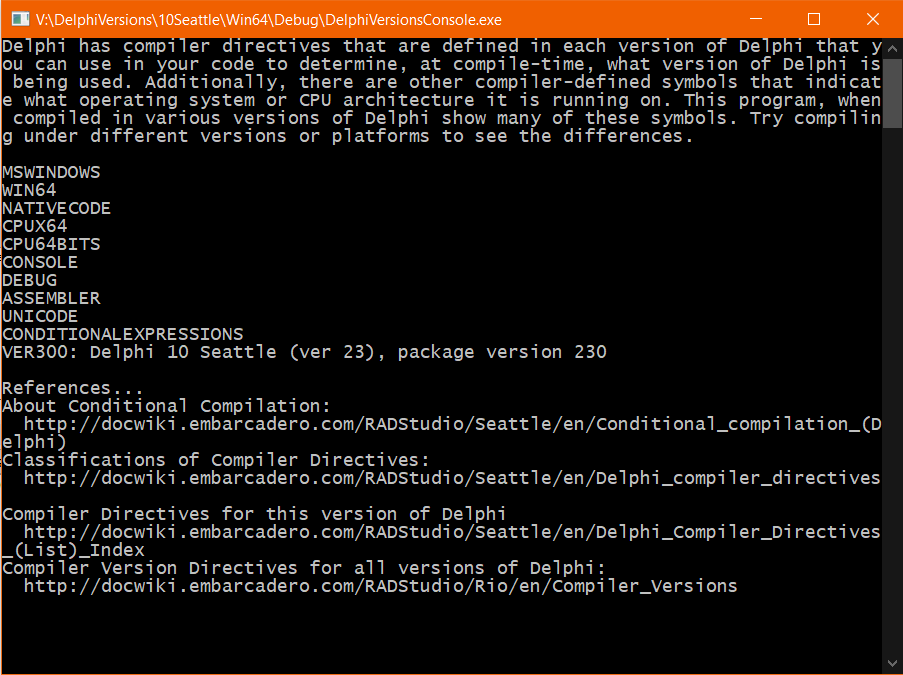 V:\DelphiVersions\10Seattle\Win64\Debug\DelphiVersionsConsole.exe
Delphi has compiler directives that are defined in each version of Delphi that y
ou can use in your code to determine, at compile-time, what version of Delphi is
 being used. Additionally, there are other compiler-defined symbols that indicat
e what operating system or CPU architecture it is running on. This program, when
 compiled in various versions of Delphi show many of these symbols. Try compilin
g under different versions or platforms to see the differences.
MSWINDOWS
WIN64
NATIVECODE
CPUX64
CPU64BITS
CONSOLE
DEBUG
ASSEMBLER
UNICODE
CONDITIONALEXPRESSIONS
VER300: Delphi 10 Seattle (ver 23), package version 230
References...
About Conditional Compilation:
  http://docwiki.embarcadero.com/RADStudio/Seattle/en/Conditional_compilation_(D
elphi)
Classifications of Compiler Directives:
  http://docwiki.embarcadero.com/RADStudio/Seattle/en/Delphi_compiler_directives
Compiler Directives for this version of Delphi
  http://docwiki.embarcadero.com/RADStudio/Seattle/en/Delphi_Compiler_Directives
_(List)_Index
Compiler Version Directives for all versions of Delphi:
  http://docwiki.embarcadero.com/RADStudio/Rio/en/Compiler_Versions